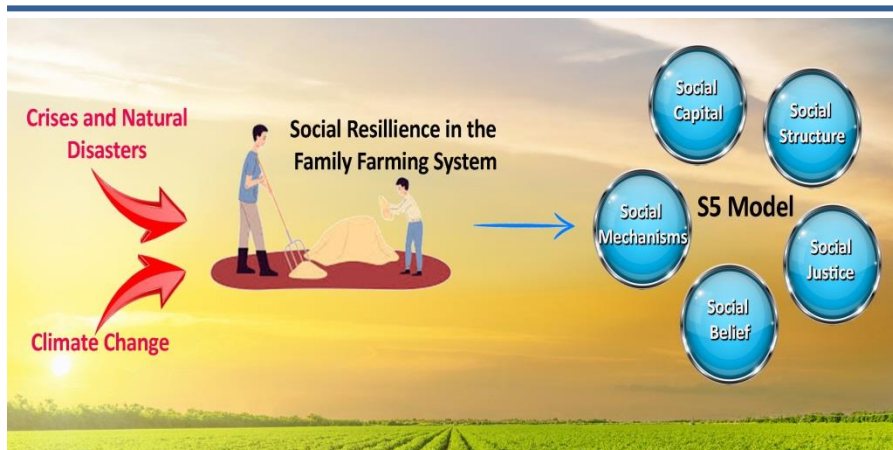 Crises and Natural
Disasters
Climate Change
Social Resillience in the
Family Farming System
S5 Model
Social
Capital
Social
Structure
Social
Mechanisms
Social
Justice
Social
Belief